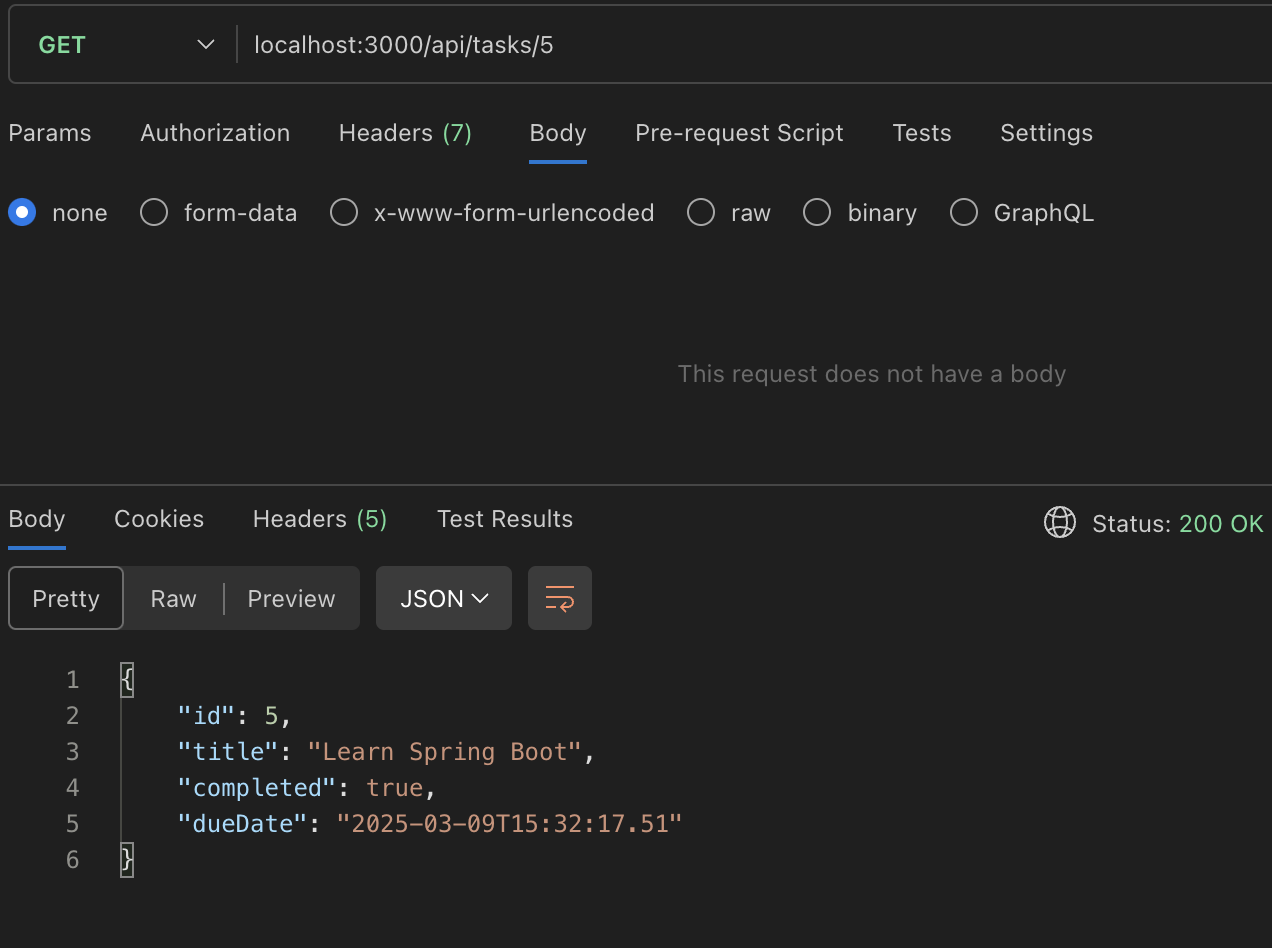 GET localhost:3000/api/tasks/5
Params Authorization Headers (7) Body Pre-request Script Tests Settings
none form-data x-www-form-urlencoded raw binary GraphQL
This request does not have a body
Body Cookies Headers (5) Test Results Status: 200 OK
Pretty Raw Preview JSON
1 {
2 "id": 5,
3 "title": "Learn Spring Boot",
4 "completed": true,
5 "dueDate": "2025-03-09T15:32:17.51"
6 }